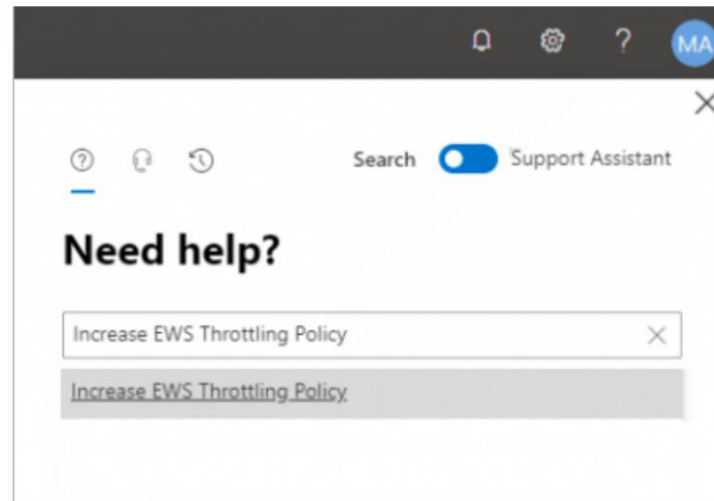 ?
MA
Search Support Assistant
Need help?
Increase EWS Throttling Policy
Increase EWS Throttling Policy